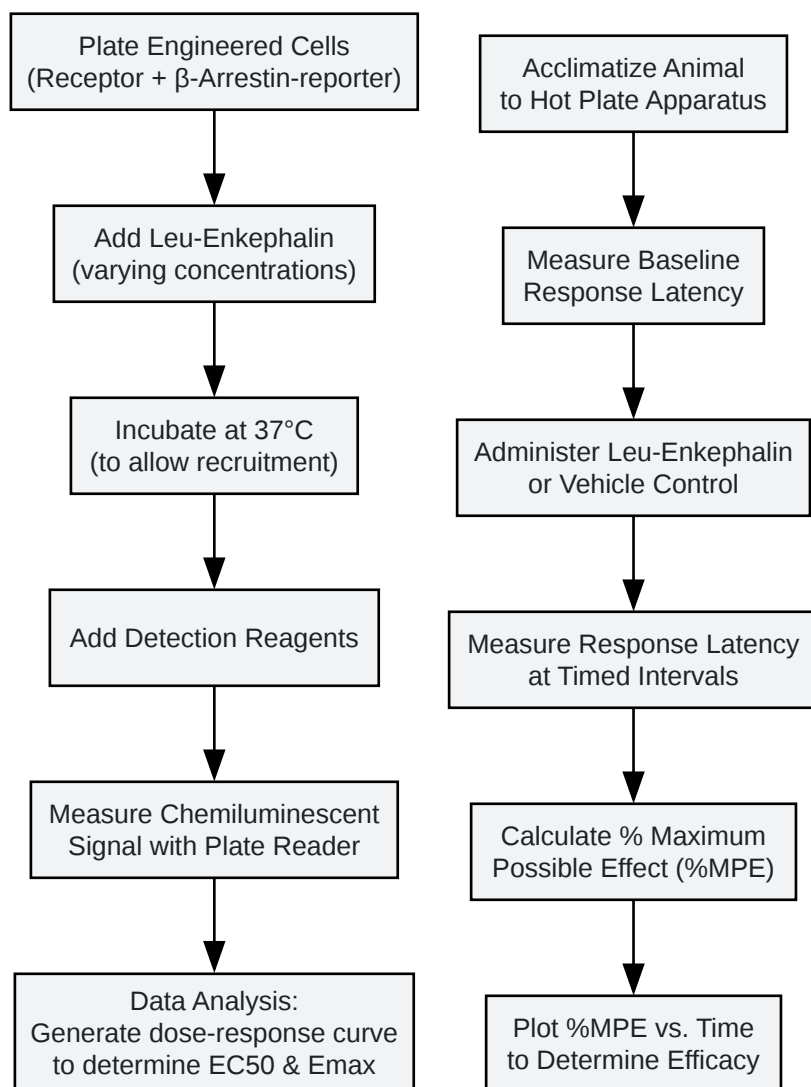 Plate Engineered Cells
(Receptor + β-Arrestin-reporter)
Add Leu-Enkephalin
(varying concentrations)
Incubate at 37°C
(to allow recruitment)
Add Detection Reagents
Measure Chemiluminescent
Signal with Plate Reader
Data Analysis:
Generate dose-response curve
to determine EC50 & Emax
Acclimatize Animal
to Hot Plate Apparatus
Measure Baseline
Response Latency
Administer Leu-Enkephalin
or Vehicle Control
Measure Response Latency
at Timed Intervals
Calculate % Maximum
Possible Effect (%MPE)
Plot %MPE vs. Time
to Determine Efficacy